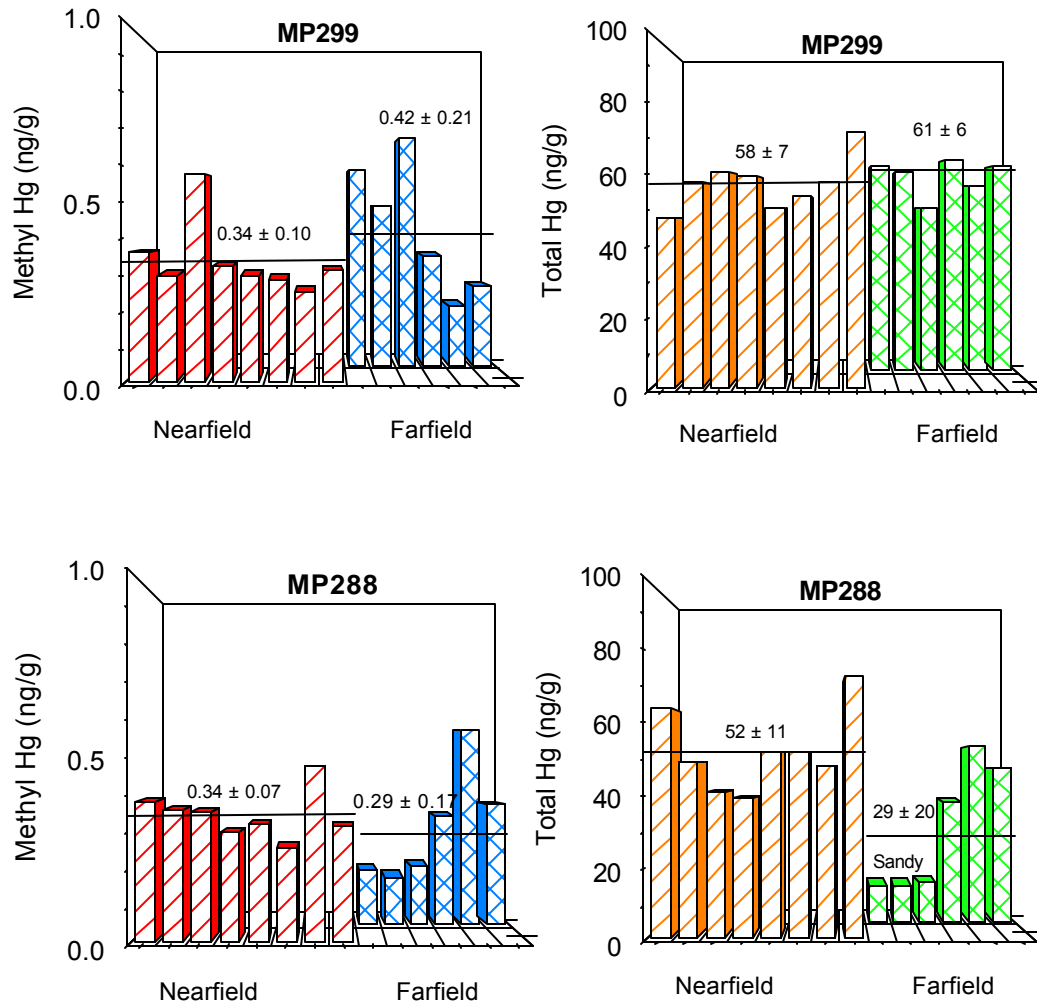 MP299
Methyl Hg (ng/g)
1.0
0.5
0.0
0.34 ± 0.10
0.42 ± 0.21
Nearfield
Farfield
MP299
Total Hg (ng/g)
100
80
60
40
20
0
58 ± 7
61 ± 6
Nearfield
Farfield
MP288
Methyl Hg (ng/g)
1.0
0.5
0.0
0.34 ± 0.07
0.29 ± 0.17
Nearfield
Farfield
MP288
Total Hg (ng/g)
100
80
60
40
20
0
52 ± 11
29 ± 20
Sandy
Nearfield
Farfield